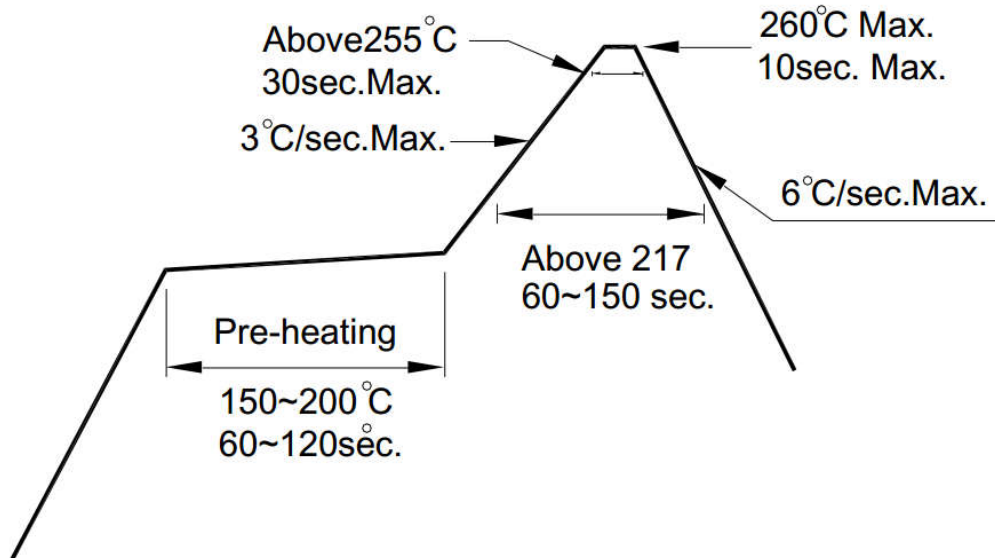 Above255°C
30sec.Max.
260°C Max.
10sec. Max.
3°C/sec.Max.
6°C/sec.Max.
Above 217
60~150 sec.
Pre-heating
150~200°C
60~120sec.